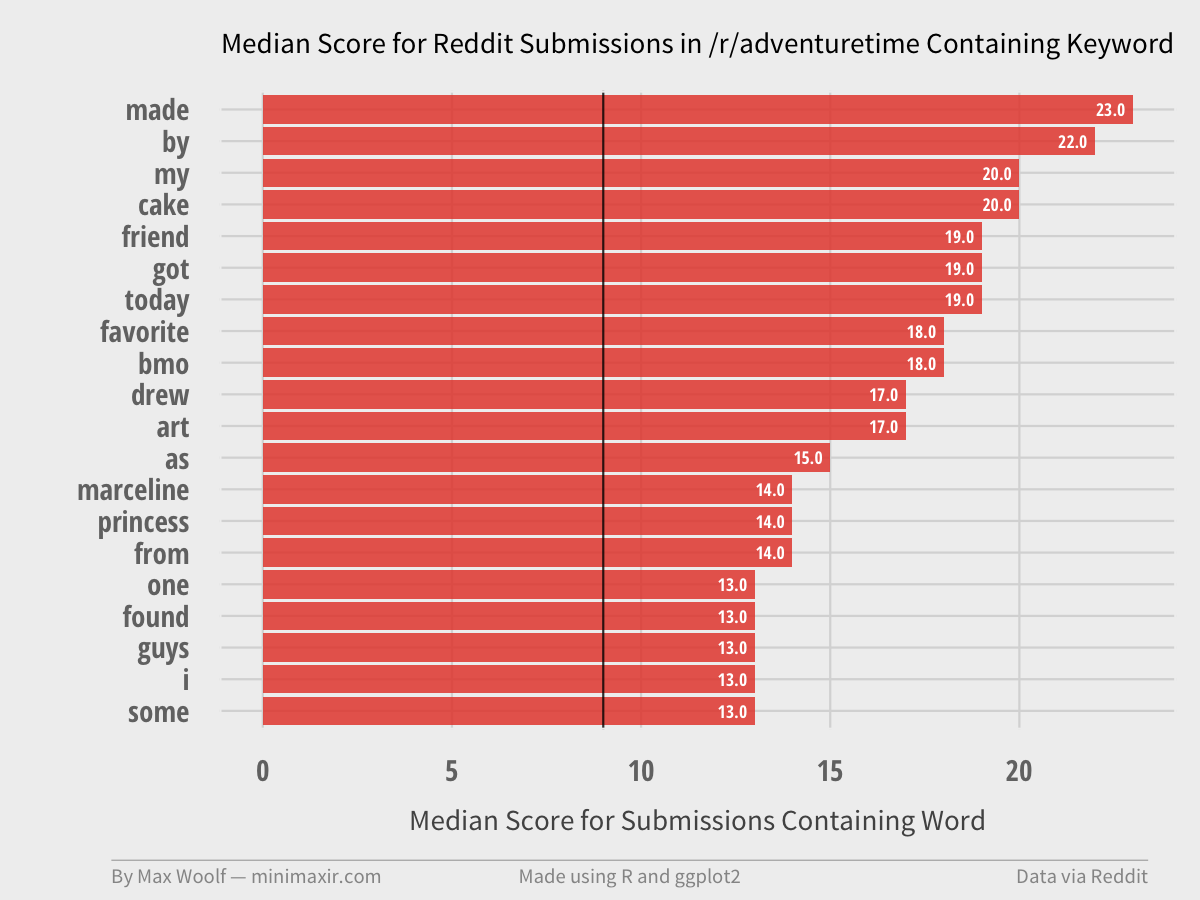 Median Score for Reddit Submissions in /r/adventuretime Containing Keyword
made 23.0
by 22.0
my 20.0
cake 20.0
friend 19.0
got 19.0
today 19.0
favorite 18.0
bmo 18.0
drew 17.0
art 17.0
as 15.0
marceline 14.0
princess 14.0
from 14.0
one 13.0
found 13.0
guys 13.0
i 13.0
some 13.0
0 5 10 15 20
Median Score for Submissions Containing Word
By Max Woolf — minimaxir.com Made using R and ggplot2 Data via Reddit